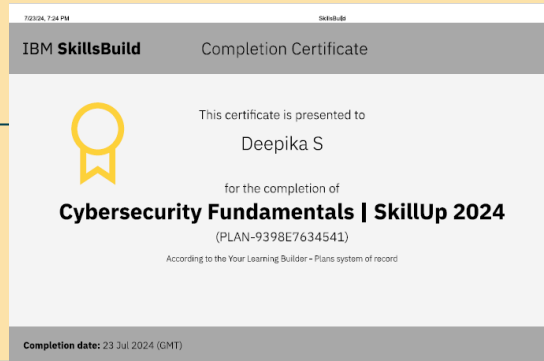 7/23/24, 7:24 PM SkillsBuild
IBM SkillsBuild Completion Certificate
This certificate is presented to
Deepika S
for the completion of
Cybersecurity Fundamentals | SkillUp 2024
(PLAN-9398E7634541)
According to the Your Learning Builder - Plans system of record
Completion date: 23 Jul 2024 (GMT)